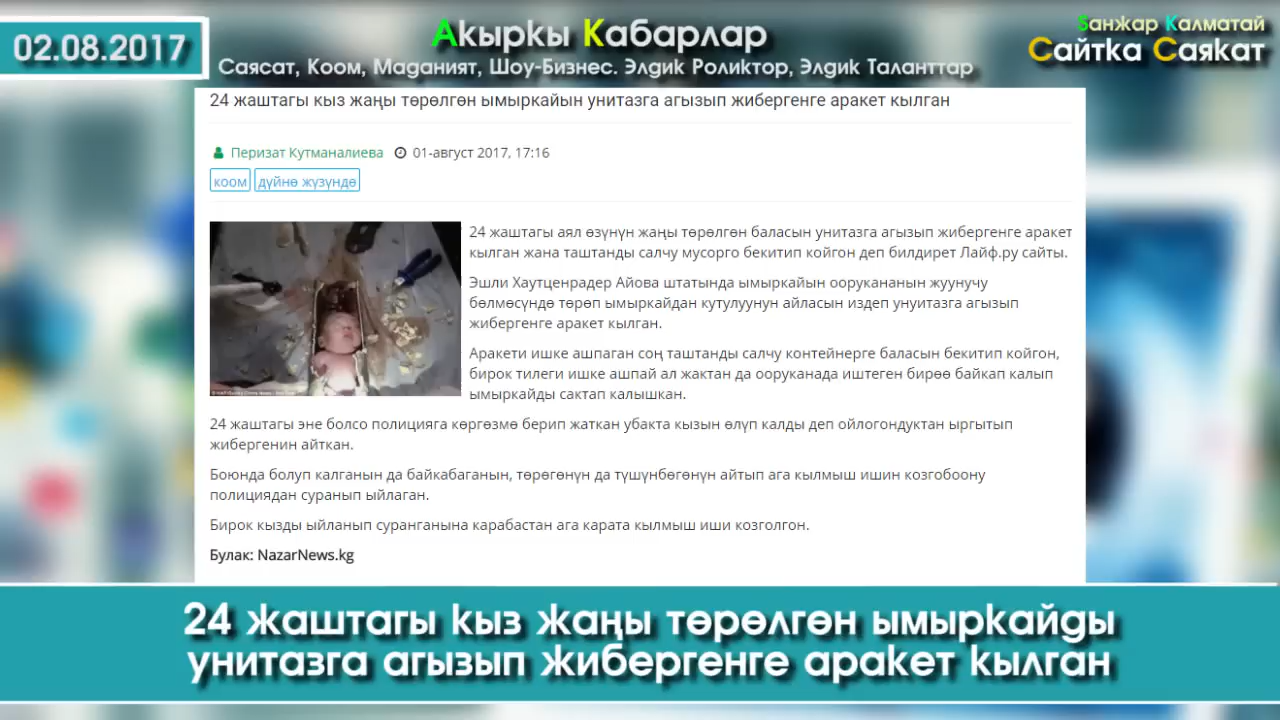 02.08.2017
Акыркы Кабарлар
Саясат, Коом, Маданият, Шоу-Бизнес. Элдик Роликтор, Элдик Таланттар
Sанжар Калматай
Сайтка Саякат
24 жаштагы кыз жаңы төрөлгөн ымыркайын унитазга агызып жибергенге аракет кылган
Перизат Кутманалиева 01-август 2017, 17:16
коом дүйнө жүзүндө
24 жаштагы аял өзүнүн жаңы төрөлгөн баласын унитазга агызып жибергенге аракет
кылган жана таштанды салчу мусорго бекитип койгон деп билдирет Лайф.ру сайты.
Эшли Хаутценрадер Айова штатында ымыркайын оорукананын жуунучу
бөлмөсүндө төрөп ымыркайдан кутулуунун айласын издеп унуитазга агызып
жибергенге аракет кылган.
Аракети ишке ашпаган соң таштанды салчу контейнерге баласын бекитип койгон,
бирок тилеги ишке ашпай ал жактан да ооруканада иштеген бирөө байкап калып
ымыркайды сактап калышкан.
24 жаштагы эне болсо полицияга көргөзмө берип жаткан убакта кызын өлүп калды деп ойлогондуктан ыргытып
жибергенин айткан.
Боюнда болуп калганын да байкабаганын, төрөгөнүн да түшүнбөгөнүн айтып ага кылмыш ишин козгобоону
полициядан суранып ыйлаган.
Бирок кызды ыйланып суранганына карабастан ага карата кылмыш иши козголгон.
Булак: NazarNews.kg
24 жаштагы кыз жаңы төрөлгөн ымыркайды
унитазга агызып жибергенге аракет кылган